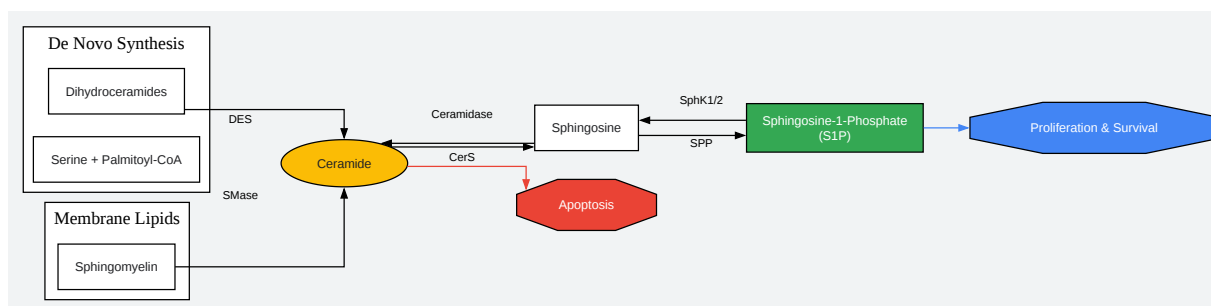 De Novo Synthesis
Dihydroceramides
Serine + Palmitoyl-CoA
DES
SMase
Membrane Lipids
Sphingomyelin
Ceramide
Ceramidase
CerS
Sphingosine
Apoptosis
SphK1/2
SPP
Sphingosine-1-Phosphate
(S1P)
Proliferation & Survival